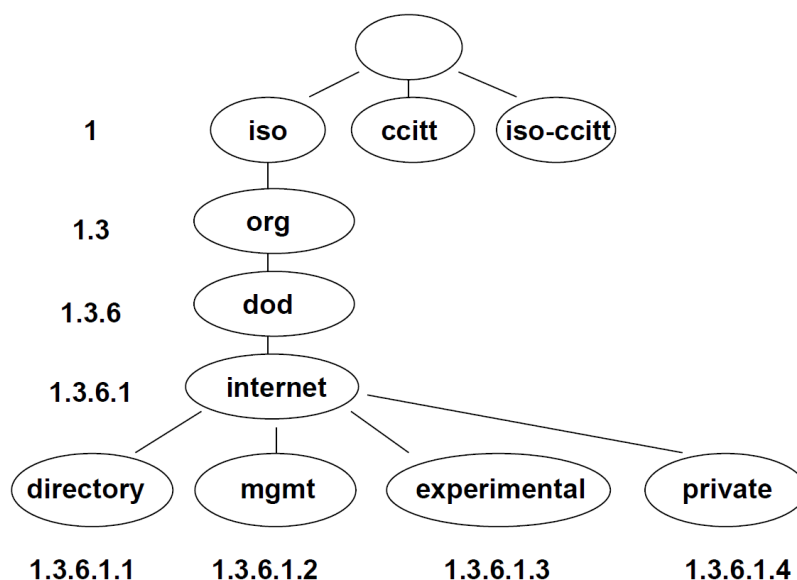 1 iso ccitt iso-ccitt
1.3 org
1.3.6 dod
1.3.6.1 internet
directory mgmt experimental private
1.3.6.1.1 1.3.6.1.2 1.3.6.1.3 1.3.6.1.4